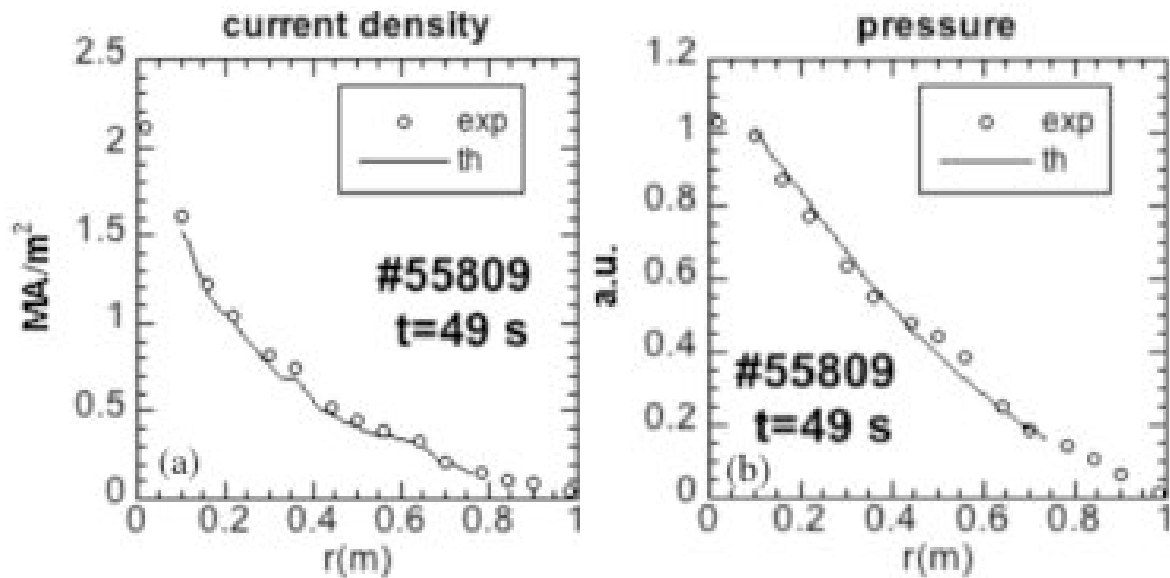 current density
2.5
2
1.5
1
0.5
0
MA/m²
exp
th
#55809
t=49 s
(a)
0 0.2 0.4 0.6 0.8 1
r(m)
pressure
1.2
1
0.8
0.6
0.4
0.2
0
a.u.
exp
th
#55809
t=49 s
(b)
0 0.2 0.4 0.6 0.8 1
r(m)